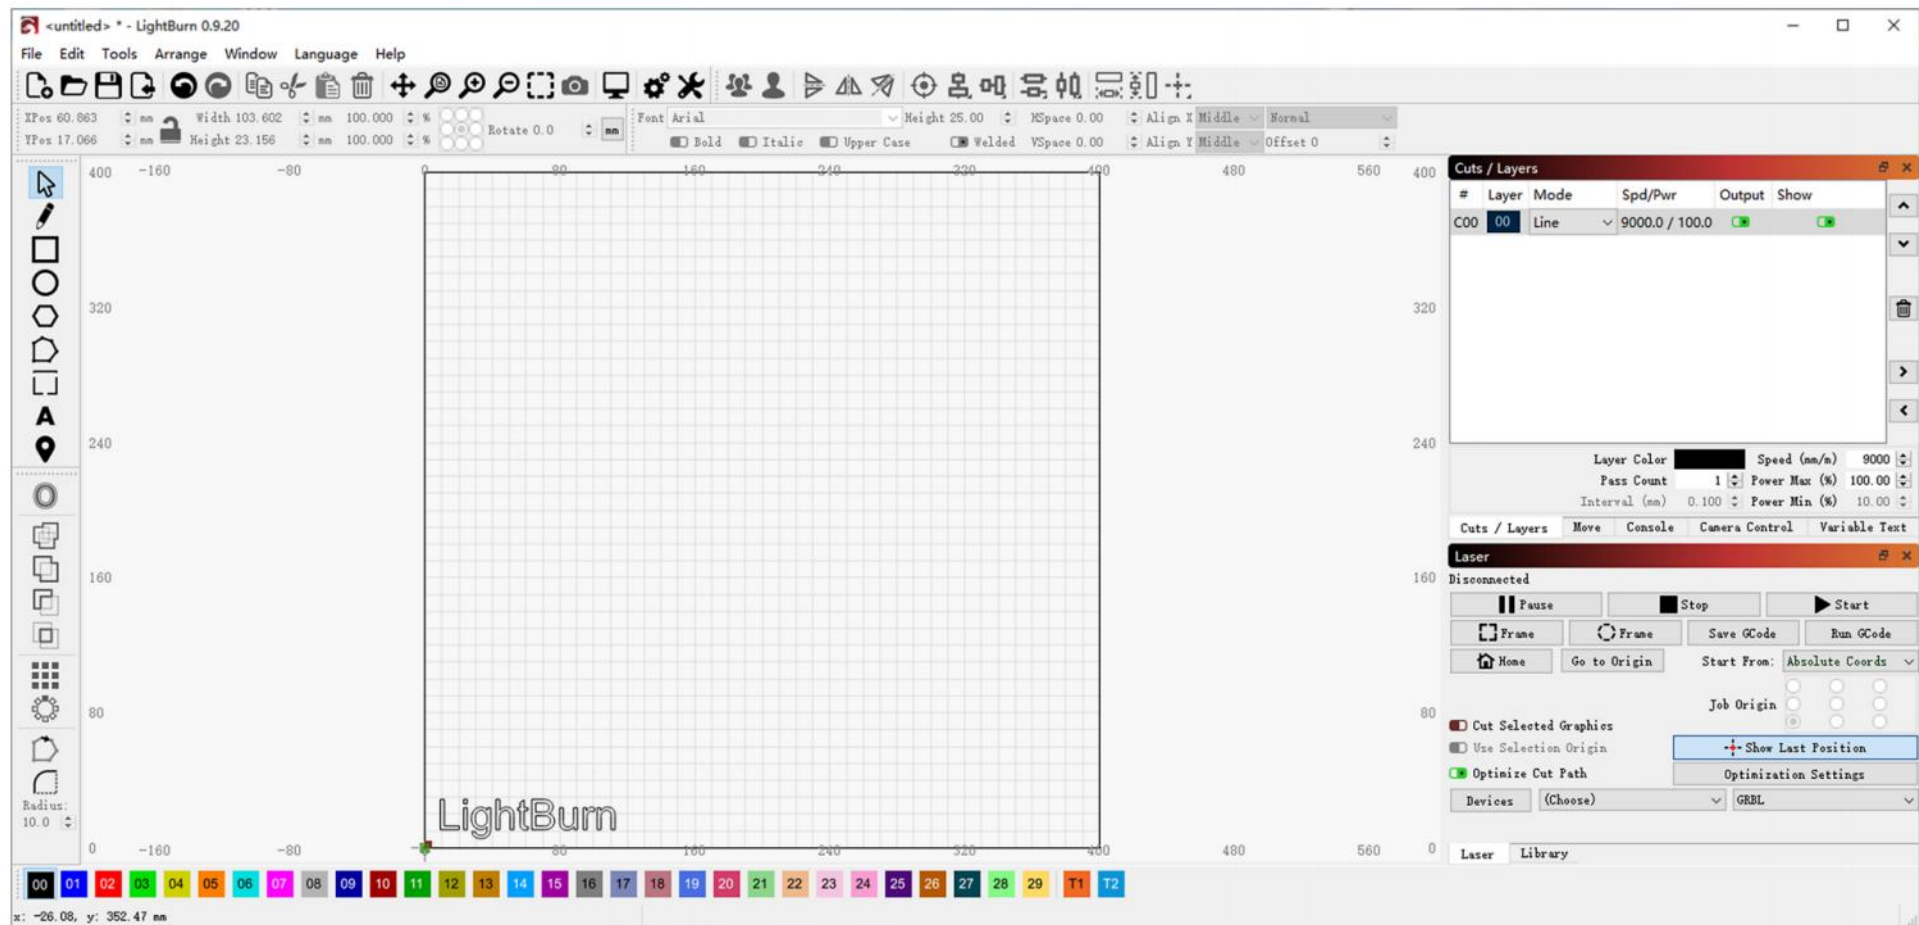 <untitled> * - LightBurn 0.9.20
File Edit Tools Arrange Window Language Help
XPos 60.863 mm Width 103.602 mm 100.000 % Rotate 0.0 mm Font Arial Height 25.00 HSpace 0.00 Align X Middle Normal
YPos 17.066 mm Height 23.156 mm 100.000 % Bold Italic Upper Case Welded VSpace 0.00 Align Y Middle Offset 0
400 -160 -80 0 80 160 240 320 400 480 560 400
320 320
240 240
160 160
80 80
A
Radius:
10.0
LightBurn
0 -160 -80 80 160 240 320 400 480 560 0
Cuts / Layers
# Layer Mode Spd/Pwr Output Show
C00 00 Line 9000.0 / 100.0
Layer Color Speed (mm/m) 9000
Pass Count 1 Power Max (%) 100.00
Interval (mm) 0.100 Power Min (%) 10.00
Cuts / Layers Move Console Camera Control Variable Text
Laser
Disconnected
Pause Stop Start
Frame Frame Save GCode Run GCode
Home Go to Origin Start From: Absolute Coords
Job Origin
Cut Selected Graphics
Use Selection Origin Show Last Position
Optimize Cut Path Optimization Settings
Devices (Choose) GRBL
Laser Library
00 01 02 03 04 05 06 07 08 09 10 11 12 13 14 15 16 17 18 19 20 21 22 23 24 25 26 27 28 29 T1 T2
x: -26.08, y: 352.47 mm